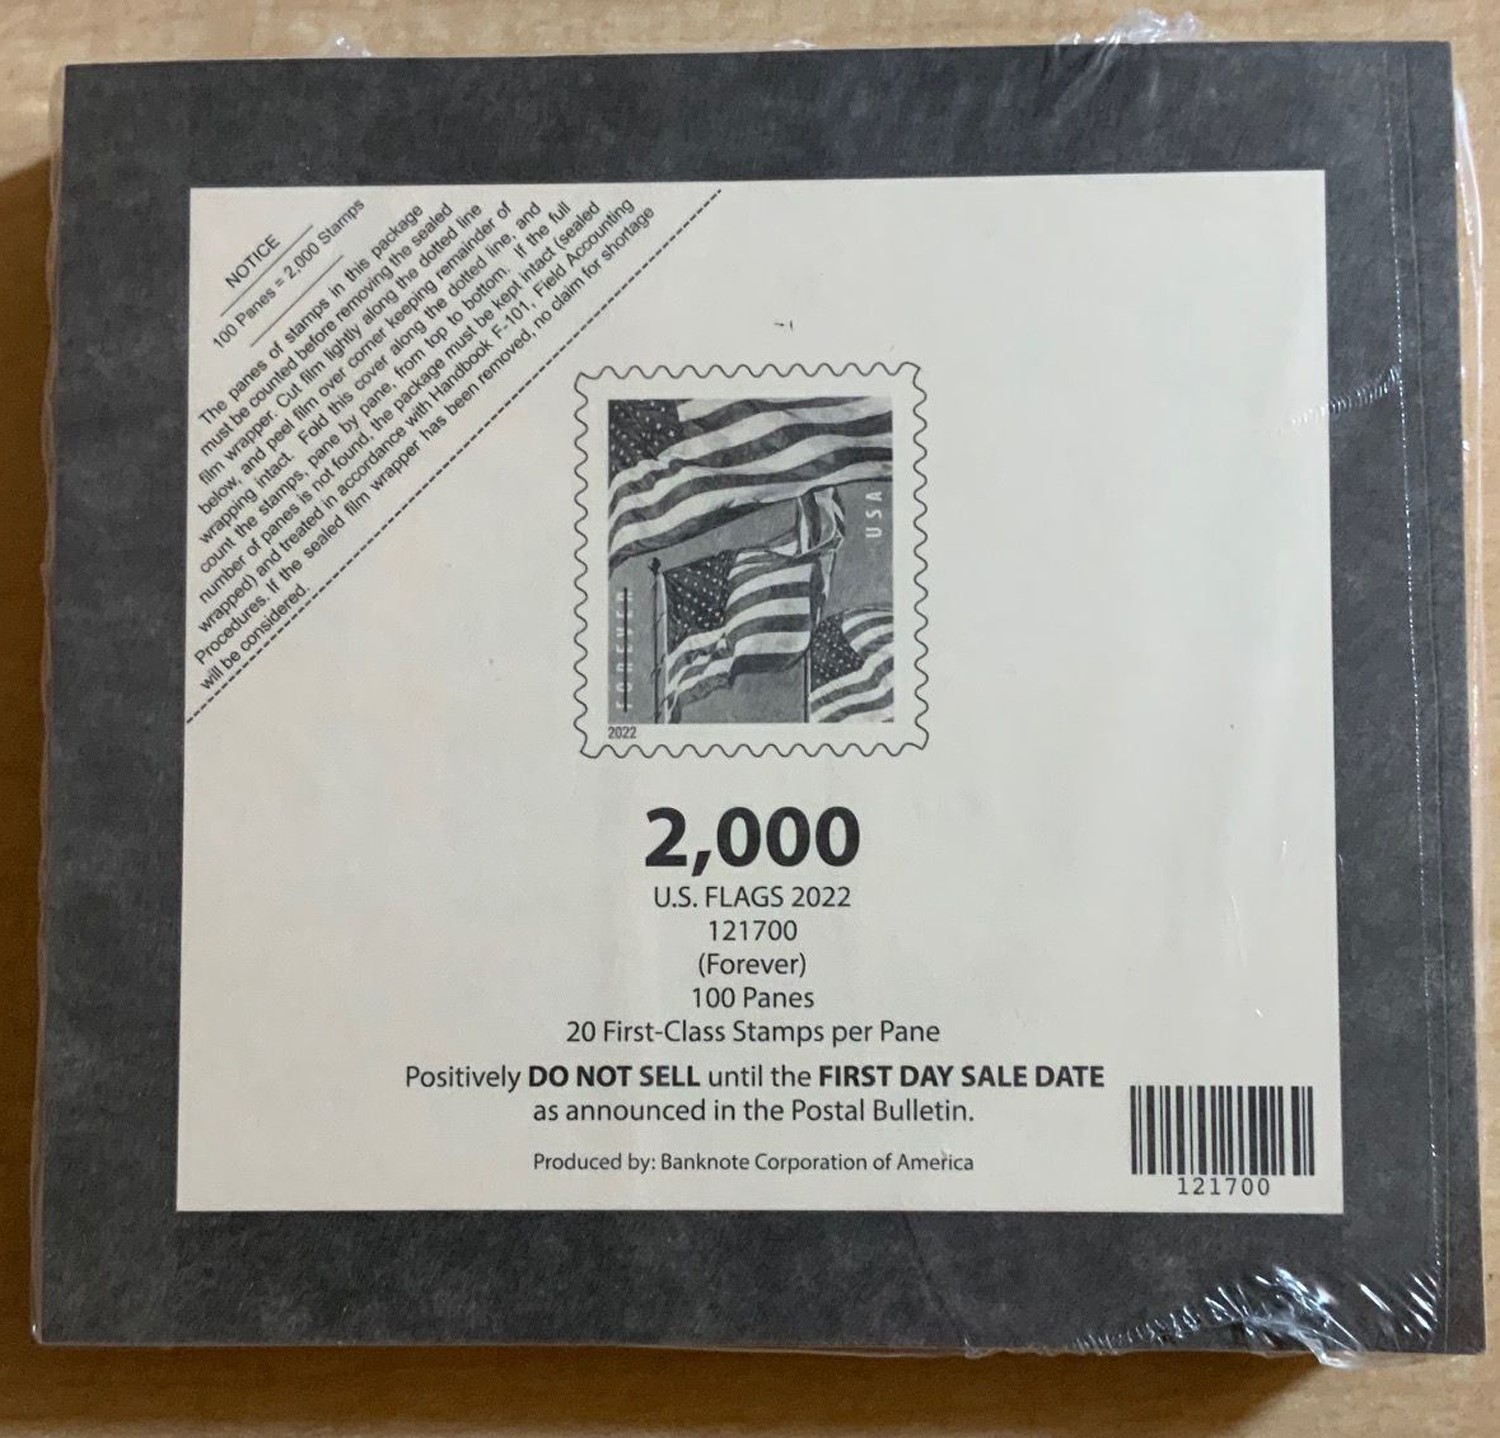 NOTICE
100 Panes = 2,000 Stamps
The panes of stamps in this package
must be counted before removing the sealed
film wrapper. Cut film lightly along the dotted line
below, and peel film over corner keeping remainder of
wrapping intact. Fold this cover along the dotted line, and
count the stamps, pane by pane, from top to bottom. If the full
number of panes is not found, the package must be kept intact (sealed
wrapped) and treated in accordance with Handbook F-101, Field Accounting
Procedures. If the sealed film wrapper has been removed, no claim for shortage
will be considered.
USA
FOREVER
2022
2,000
U.S. FLAGS 2022
121700
(Forever)
100 Panes
20 First-Class Stamps per Pane
Positively DO NOT SELL until the FIRST DAY SALE DATE
as announced in the Postal Bulletin.
Produced by: Banknote Corporation of America
121700